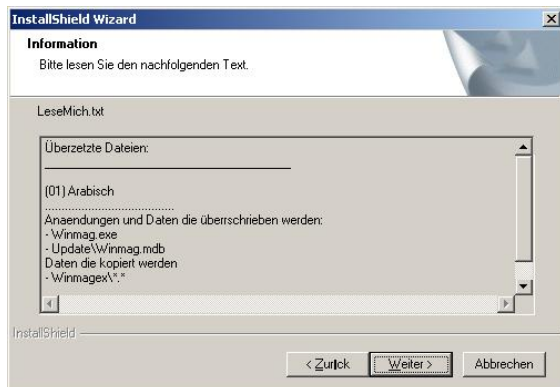 InstallShield Wizard
Information
Bitte lesen Sie den nachfolgenden Text.
LeseMich.txt
Überzetzte Dateien:
(01) Arabisch
Anaendungen und Daten die überrschrieben werden:
- Winmag.exe
- Update\Winmag.mdb
Daten die kopiert werden
- Winmagex\*.*
InstallShield
< Zurück Weiter > Abbrechen